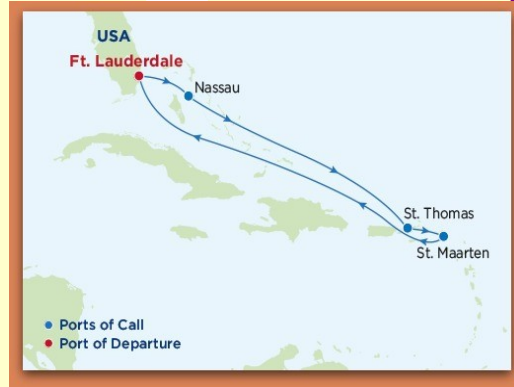 USA
Ft. Lauderdale
Nassau
St. Thomas
St. Maarten
Ports of Call
Port of Departure